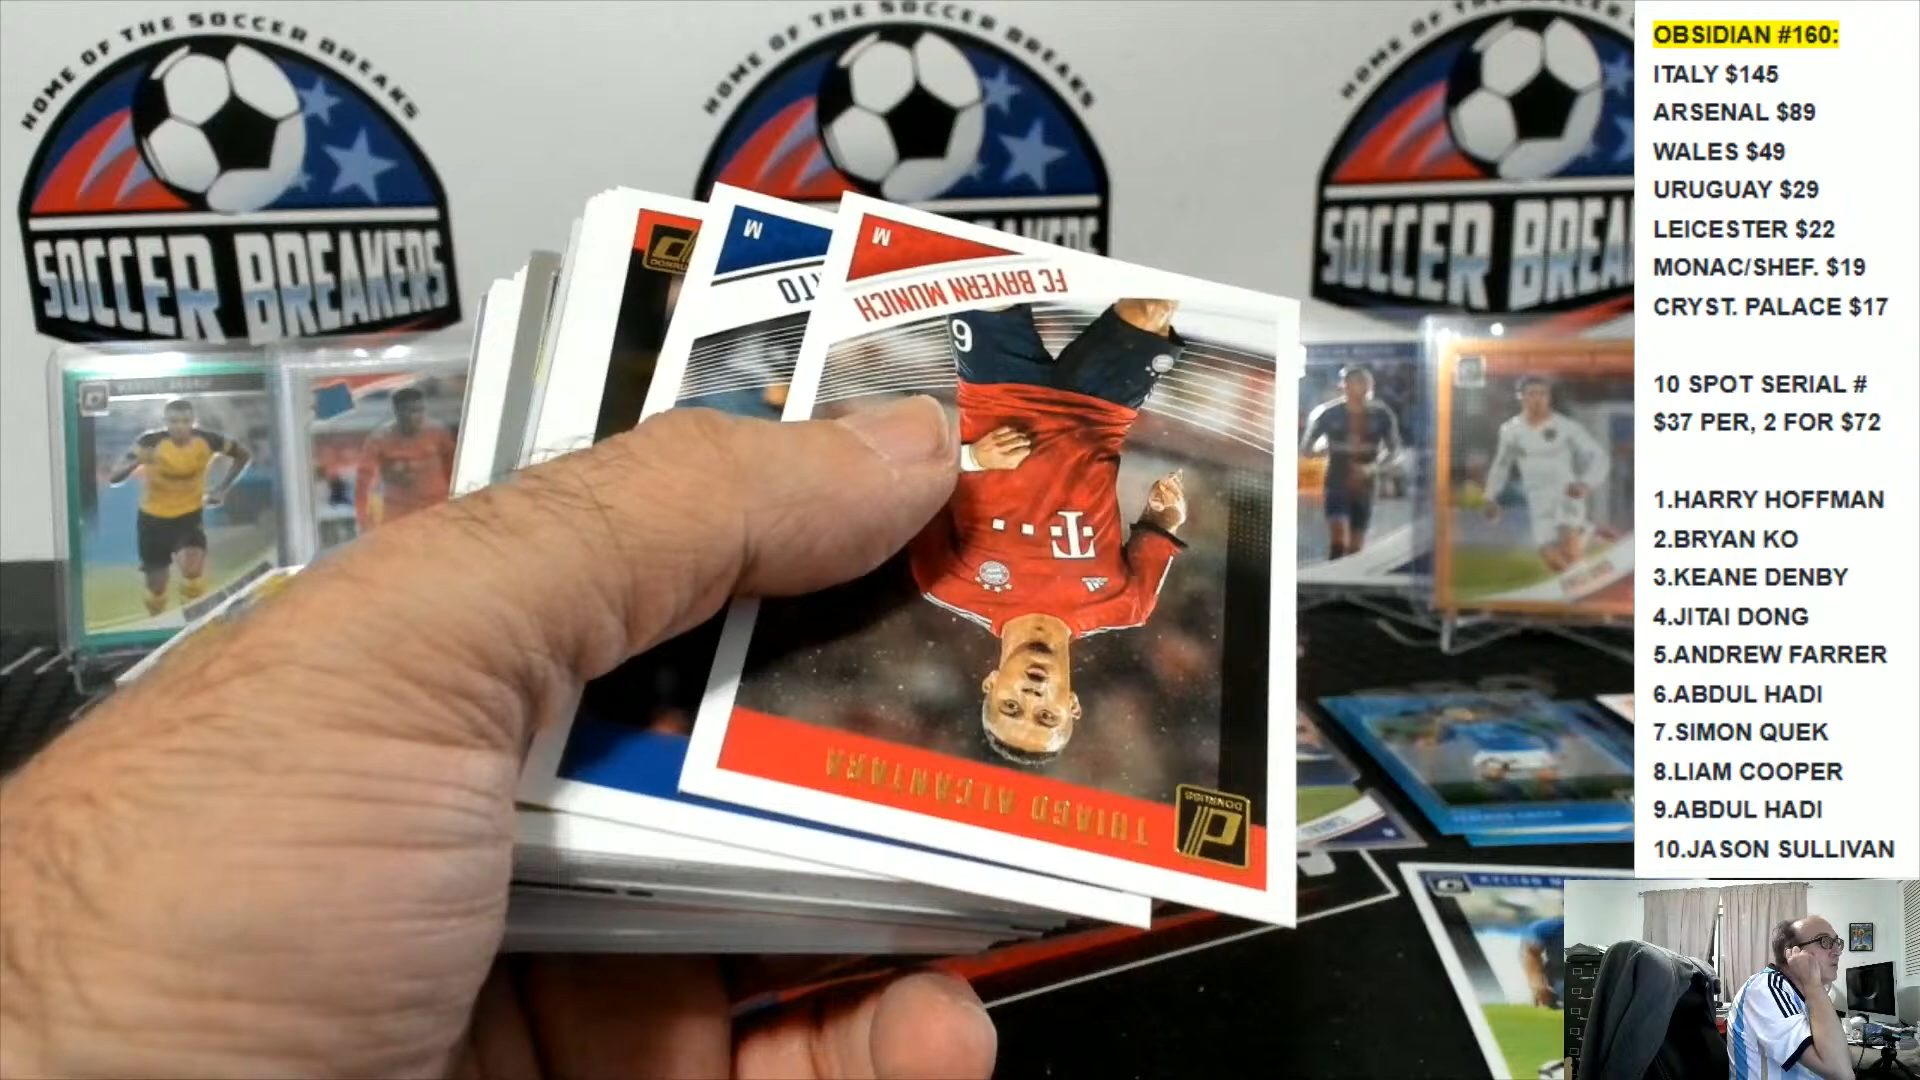 HOME OF THE SOCCER BREAKS
SOCCER BREAKERS
HOME OF THE SOCCER BREAKS
SOCCER BREAKERS
HOME OF THE
SOCCER BREA
M
M
FC BAYERN MUNICH
6
T
THIAGO ALCANTARA
DONRUSS
OBSIDIAN #160:
ITALY $145
ARSENAL $89
WALES $49
URUGUAY $29
LEICESTER $22
MONAC/SHEF. $19
CRYST. PALACE $17
10 SPOT SERIAL #
$37 PER, 2 FOR $72
1.HARRY HOFFMAN
2.BRYAN KO
3.KEANE DENBY
4.JITAI DONG
5.ANDREW FARRER
6.ABDUL HADI
7.SIMON QUEK
8.LIAM COOPER
9.ABDUL HADI
10.JASON SULLIVAN